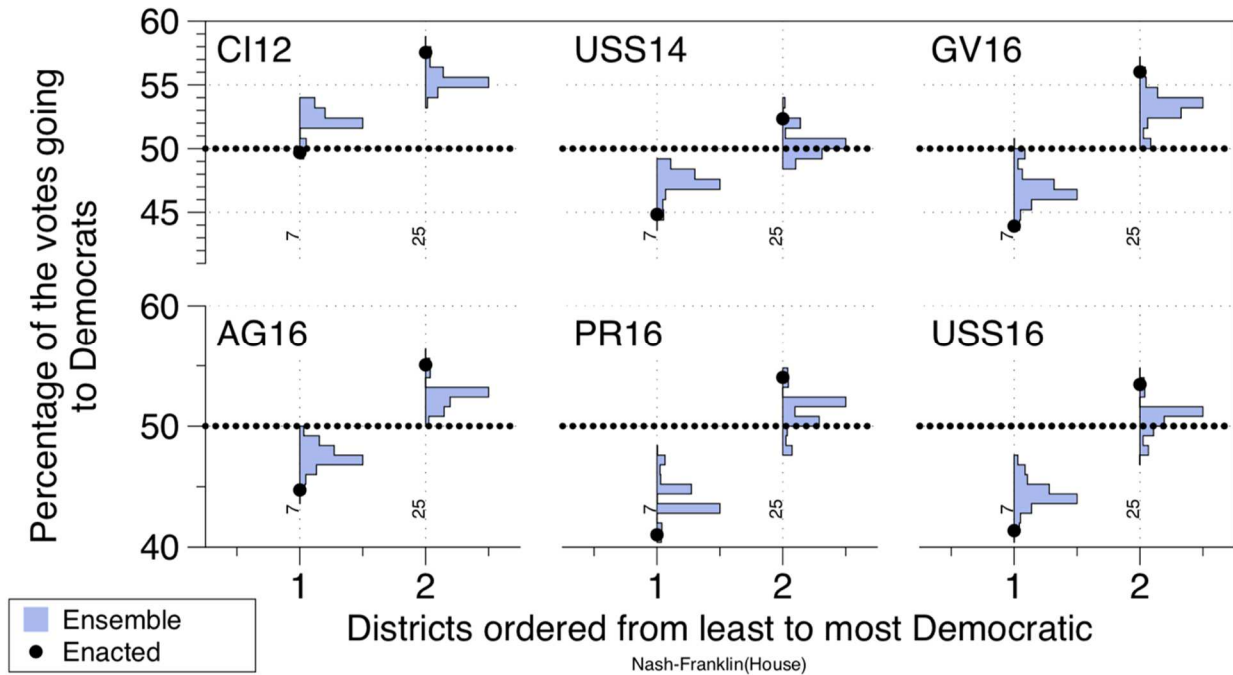 Percentage of the votes going
to Democrats
60
55
50
45
CI12
7
25
USS14
7
25
GV16
7
25
60
50
40
AG16
7
25
PR16
7
25
USS16
7
25
1 2 1 2 1 2
Districts ordered from least to most Democratic
Nash-Franklin(House)
Ensemble
Enacted